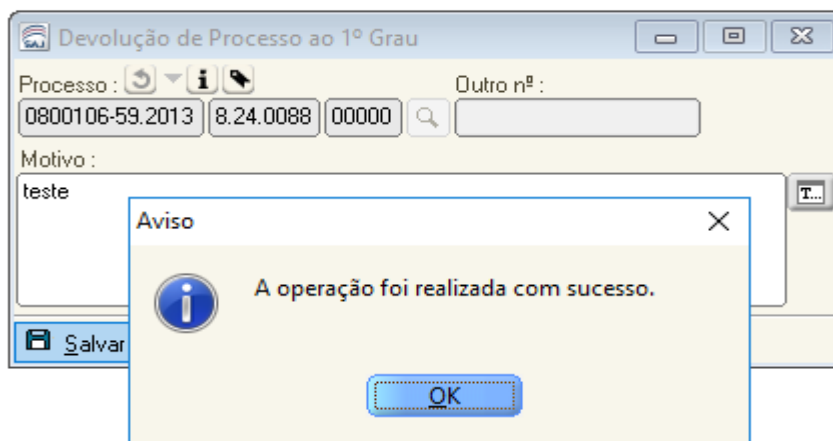 Devolução de Processo ao 1º Grau
Processo : i Outro nº :
0800106-59.2013 8.24.0088 00000
Motivo :
teste T...
Aviso
A operação foi realizada com sucesso.
Salvar
OK